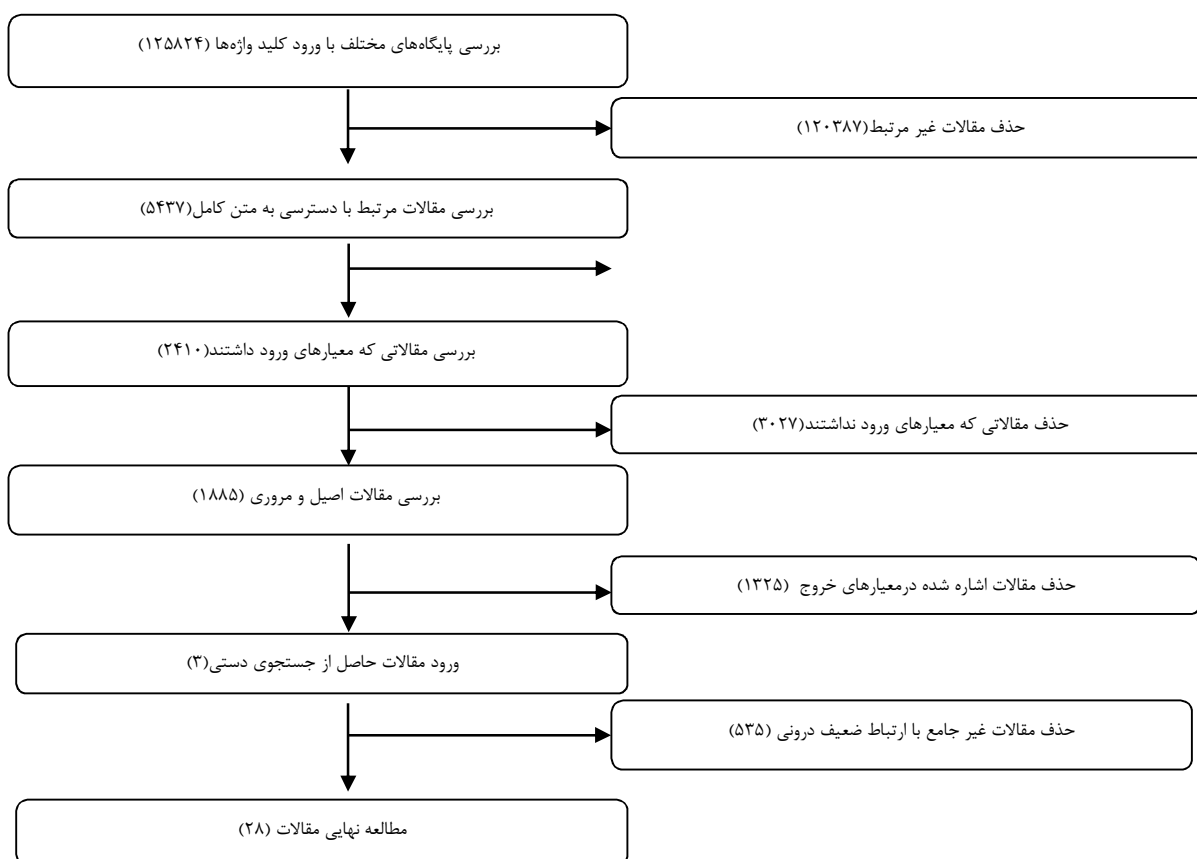 بررسی پایگاه‌های مختلف با ورود کلید واژه‌ها (۱۲۵۸۲۴)
حذف مقالات غیر مرتبط(۱۲۰۳۸۷)
بررسی مقالات مرتبط با دسترسی به متن کامل(۵۴۳۷)
بررسی مقالاتی که معیارهای ورود داشتند(۲۴۱۰)
حذف مقالاتی که معیارهای ورود نداشتند(۳۰۲۷)
بررسی مقالات اصیل و مروری (۱۸۸۵)
حذف مقالات اشاره شده درمعیارهای خروج (۱۳۲۵)
ورود مقالات حاصل از جستجوی دستی(۳)
حذف مقالات غیر جامع با ارتباط ضعیف درونی (۵۳۵)
مطالعه نهایی مقالات (۲۸)